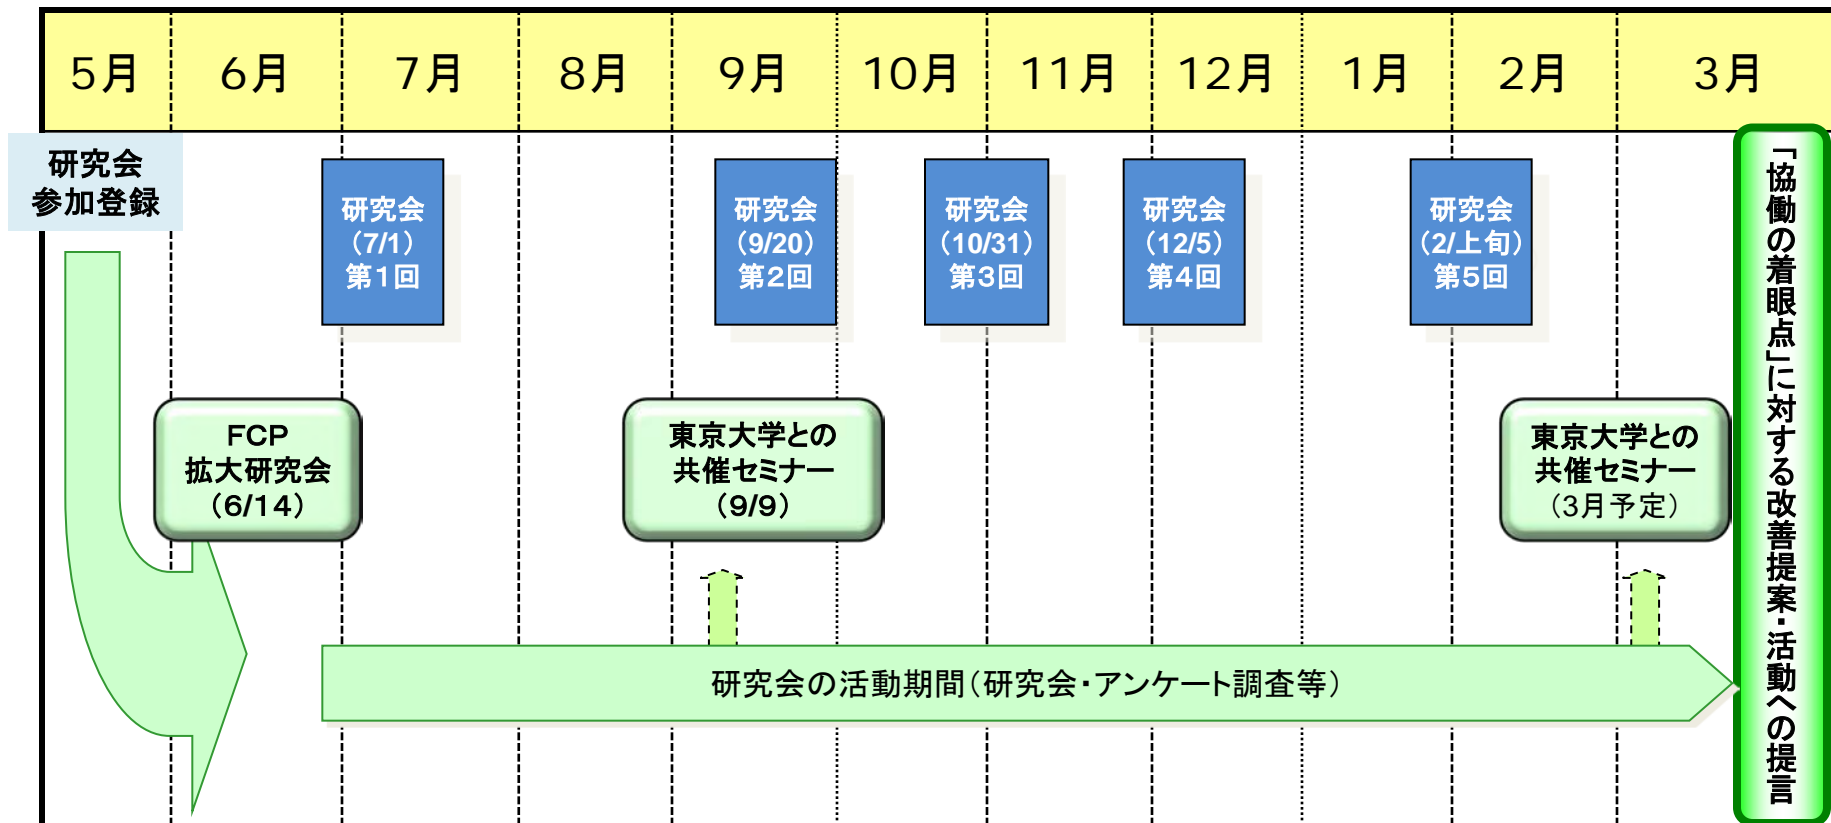 5月 6月 7月 8月 9月 10月 11月 12月 1月 2月 3月
研究会
参加登録
研究会
（7/1）
第１回
研究会
（9/20）
第２回
研究会
（10/31）
第３回
研究会
（12/5）
第４回
研究会
（2/上旬）
第５回
FCP
拡大研究会
（6/14）
東京大学との
共催セミナー
（9/9）
東京大学との
共催セミナー
（3月予定）
研究会の活動期間（研究会・アンケート調査等）
「協働の着眼点」に対する改善提案・活動への提言